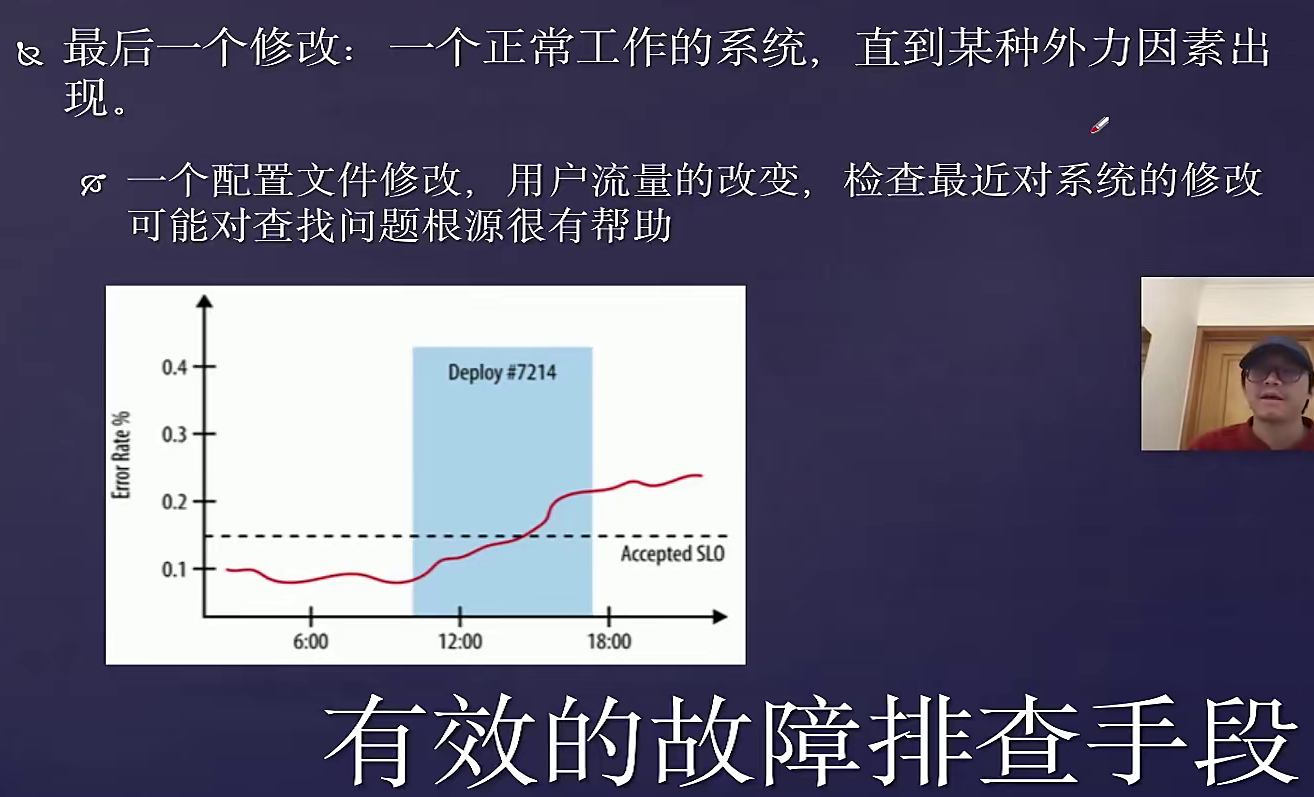 最后一个修改： 一个正常工作的系统，直到某种外力因素出
现。
一个配置文件修改，用户流量的改变，检查最近对系统的修改
可能对查找问题根源很有帮助
Deploy #7214
0.4
0.3
Error Rate %
0.2
Accepted SLO
0.1
6:00 12:00 18:00
有效的故障排查手段